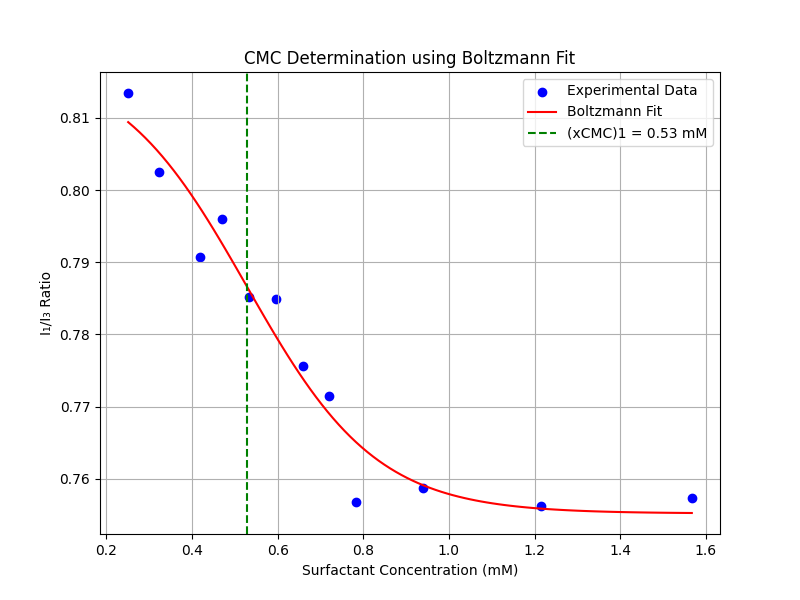 CMC Determination using Boltzmann Fit
Experimental Data
Boltzmann Fit
(xCMC)1 = 0.53 mM
0.81
0.80
0.79
0.78
0.77
0.76
I₁/I₃ Ratio
0.2 0.4 0.6 0.8 1.0 1.2 1.4 1.6
Surfactant Concentration (mM)